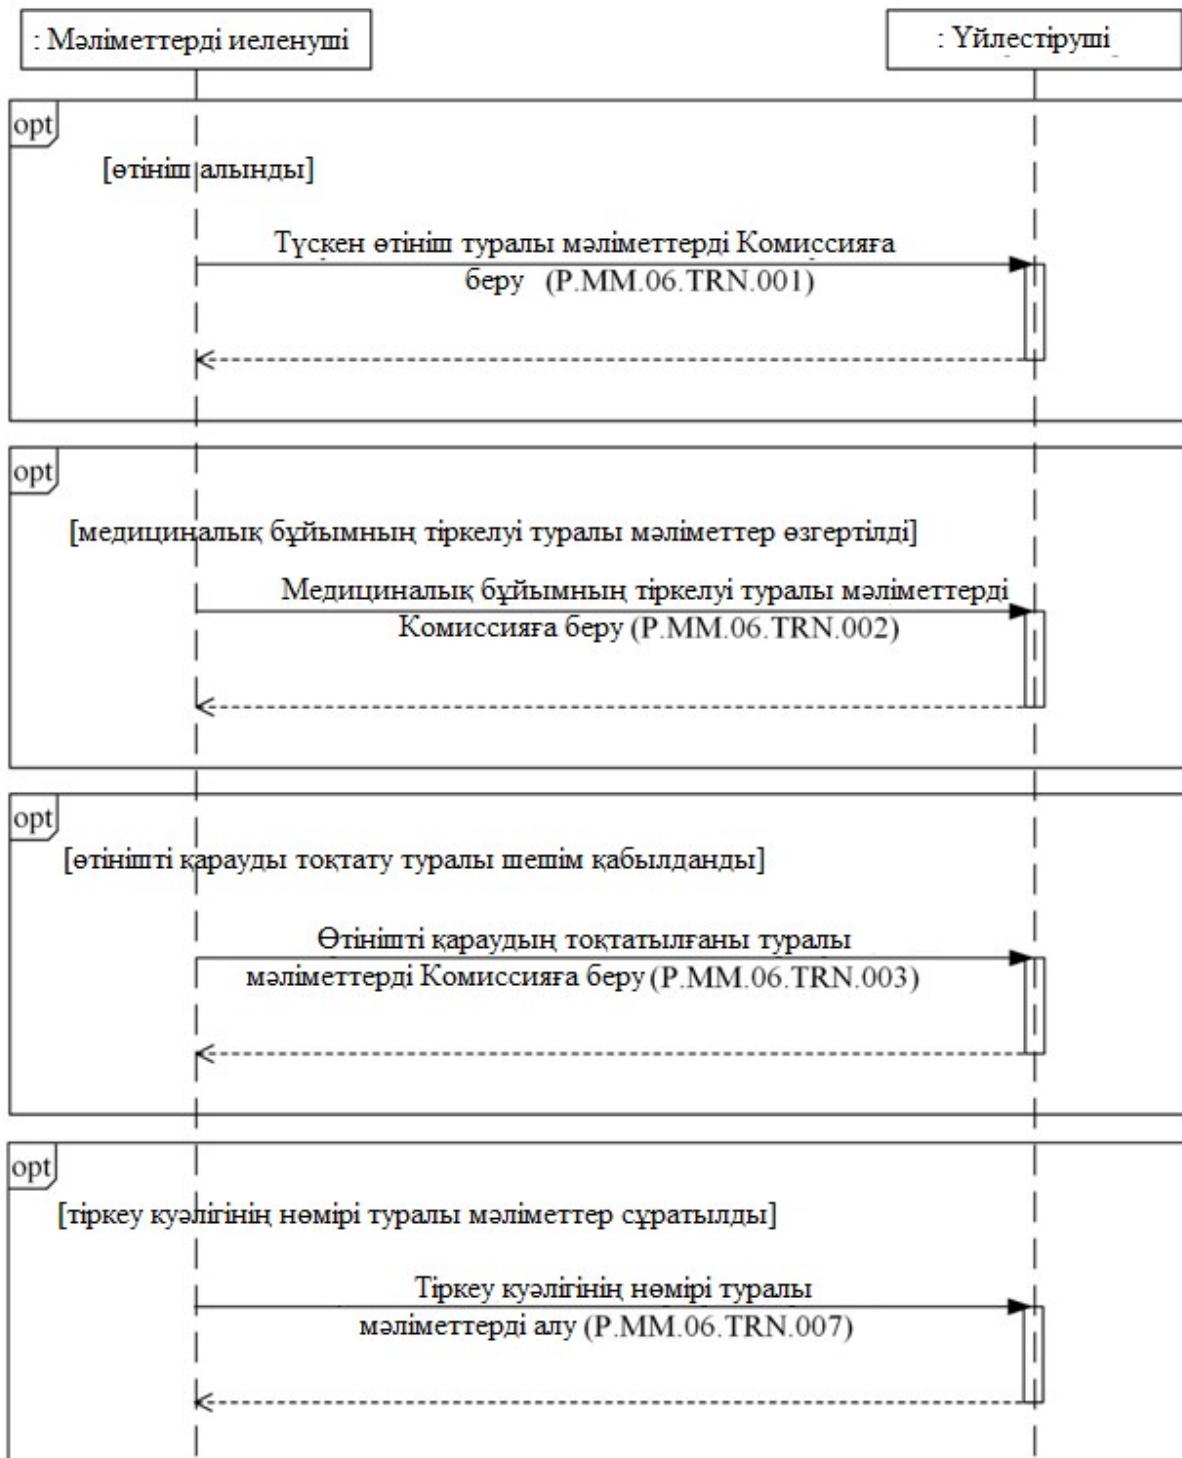 : Мәліметтерді иеленуші
: Үйлестіруші
opt
[өтініш алынды]
Түскен өтініш туралы мәліметтерді Комиссияға
беру (P.MM.06.TRN.001)
opt
[медициналық бұйымның тіркелуі туралы мәліметтер өзгертілді]
Медициналық бұйымның тіркелуі туралы мәліметтерді
Комиссияға беру (P.MM.06.TRN.002)
opt
[өтінішті қарауды тоқтату туралы шешім қабылданды]
Өтінішті қараудың тоқтатылғаны туралы
мәліметтерді Комиссияға беру (P.MM.06.TRN.003)
opt
[тіркеу куәлігінің нөмірі туралы мәліметтер сұратылды]
Тіркеу куәлігінің нөмірі туралы
мәліметтерді алу (P.MM.06.TRN.007)